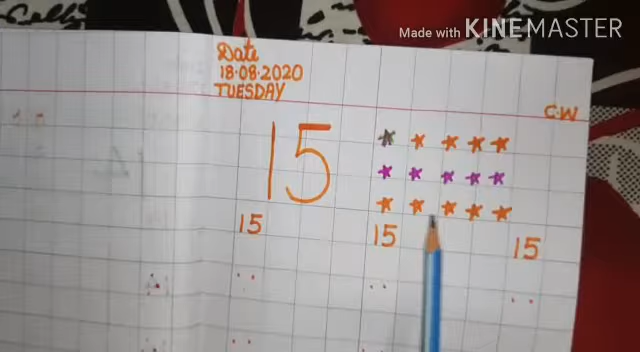 Made with KINEMASTER
Date
18.08.2020
TUESDAY
C.W
15
15
15
15